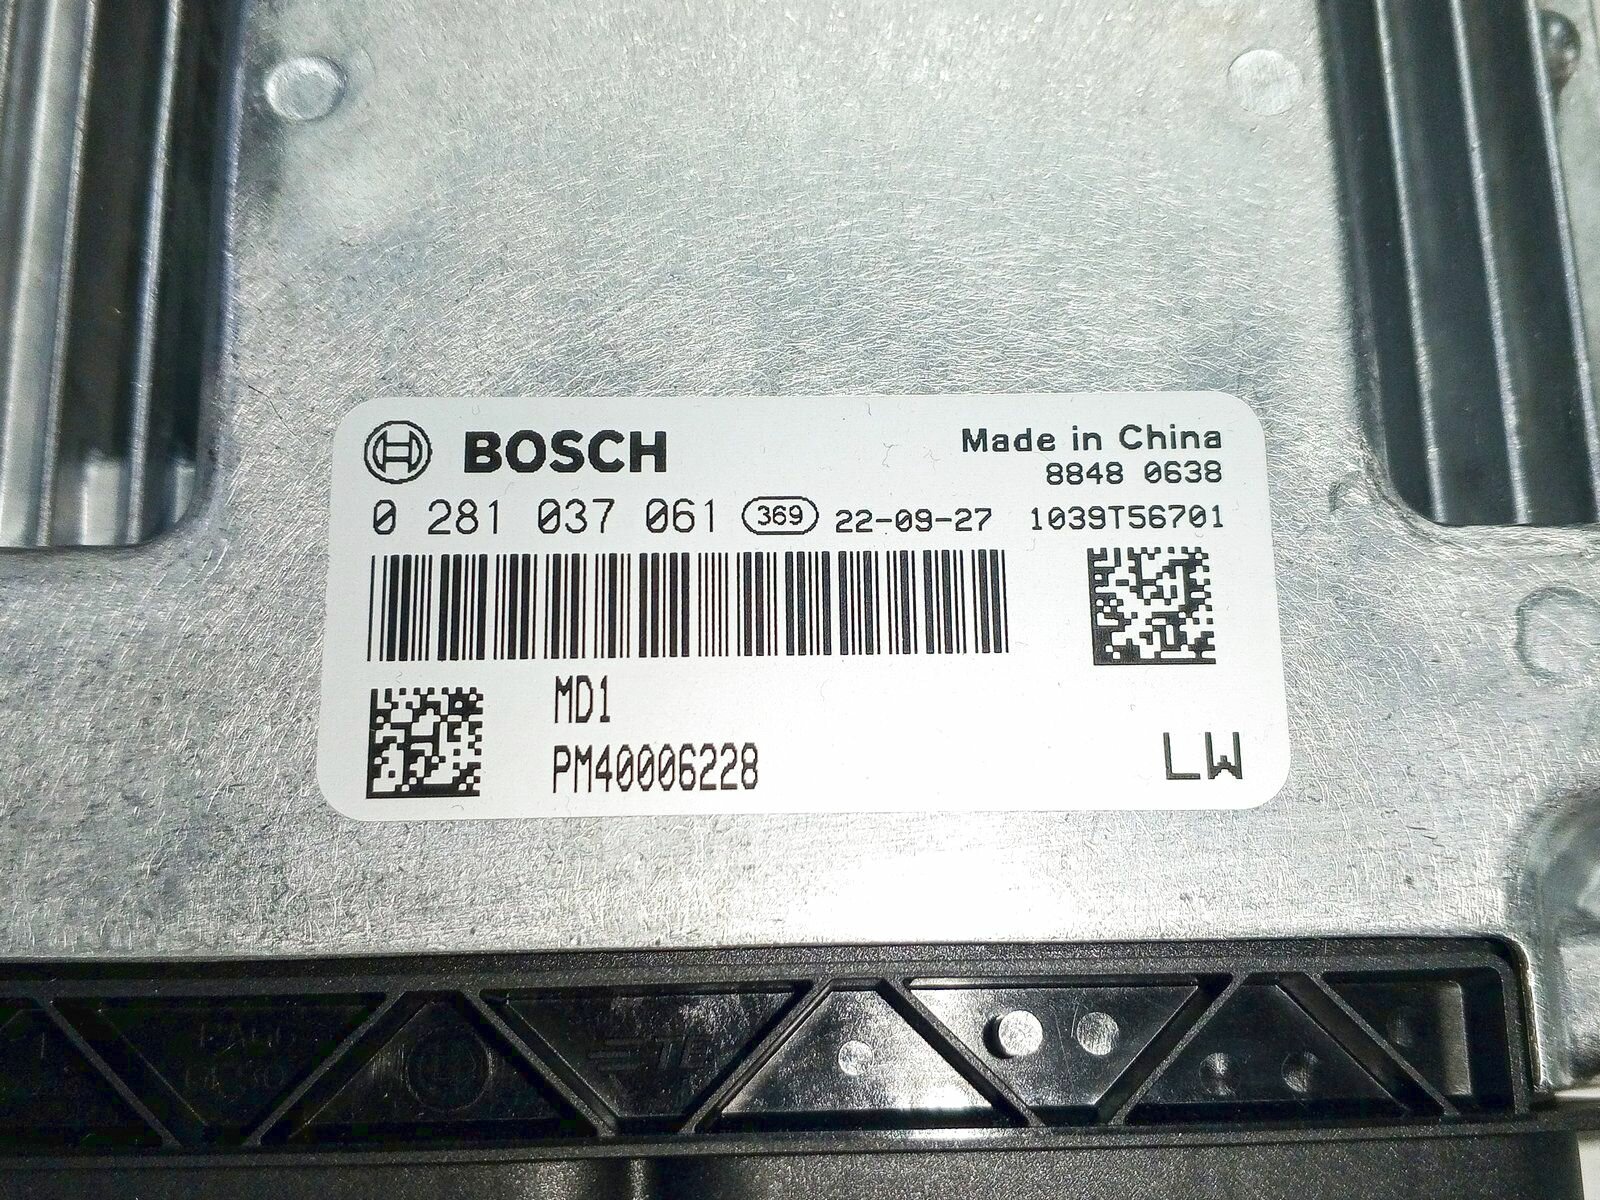 BOSCH
Made in China
8848 0638
0 281 037 061 369 22-09-27 1039T56701
MD1
PM40006228
LW